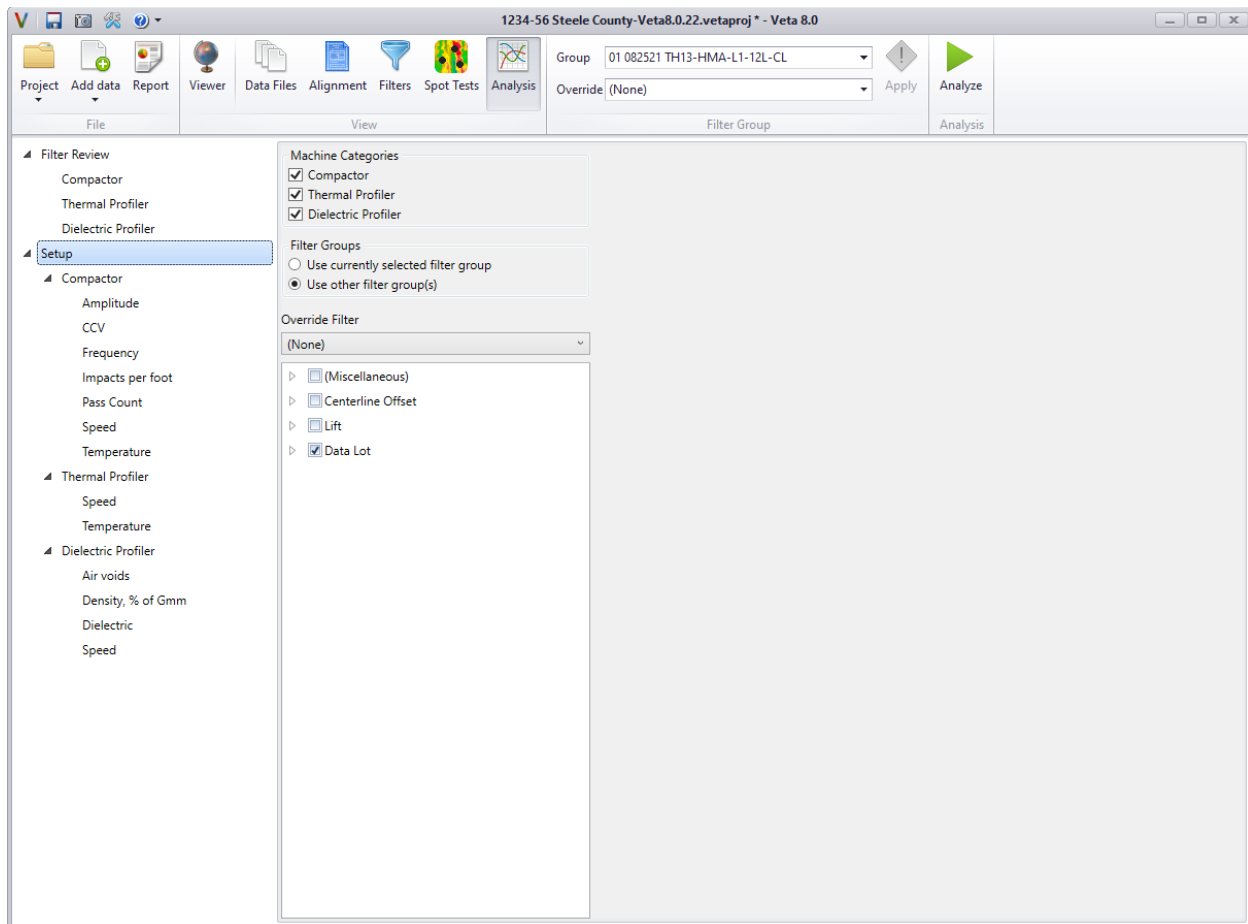 1234-56 Steele County-Veta8.0.22.vetaproj * - Veta 8.0
Project Add data Report Viewer Data Files Alignment Filters Spot Tests Analysis
Group 01 082521 TH13-HMA-L1-12L-CL
Override (None)
Apply Analyze
File View Filter Group Analysis
Filter Review
Compactor
Thermal Profiler
Dielectric Profiler
Setup
Compactor
Amplitude
CCV
Frequency
Impacts per foot
Pass Count
Speed
Temperature
Thermal Profiler
Speed
Temperature
Dielectric Profiler
Air voids
Density, % of Gmm
Dielectric
Speed
Machine Categories
Compactor
Thermal Profiler
Dielectric Profiler
Filter Groups
Use currently selected filter group
Use other filter group(s)
Override Filter
(None)
(Miscellaneous)
Centerline Offset
Lift
Data Lot